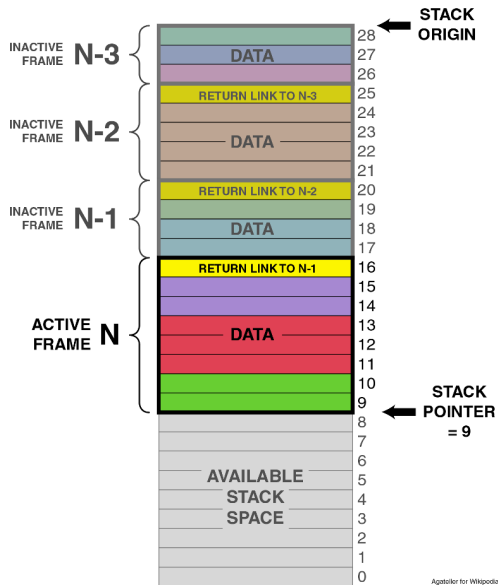 STACK
ORIGIN
INACTIVE
FRAME N-3
28
27
26
DATA
INACTIVE
FRAME N-2
RETURN LINK TO N-3
25
24
23
22
21
DATA
INACTIVE
FRAME N-1
RETURN LINK TO N-2
20
19
18
17
DATA
ACTIVE
FRAME N
RETURN LINK TO N-1
16
15
14
13
12
11
10
9
DATA
STACK
POINTER
= 9
8
7
6
5
4
3
2
1
0
AVAILABLE
STACK
SPACE
Agateller for Wikipedia